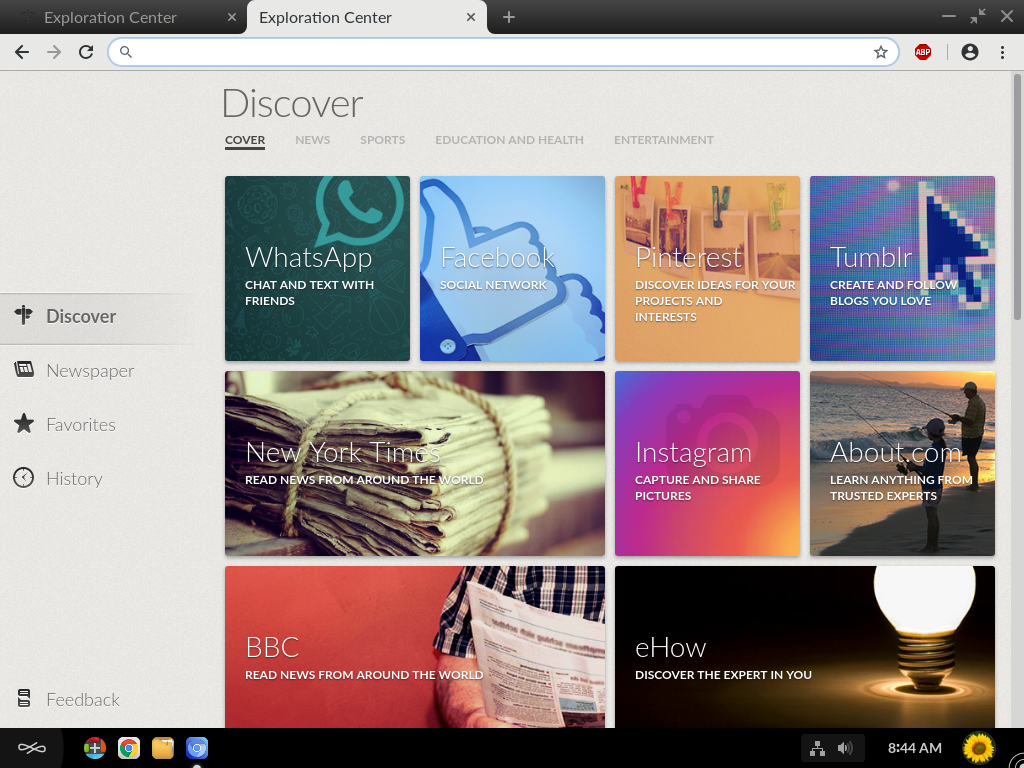 Exploration Center
Exploration Center
ABP
Discover
COVER NEWS SPORTS EDUCATION AND HEALTH ENTERTAINMENT
WhatsApp
CHAT AND TEXT WITH
FRIENDS
Facebook
SOCIAL NETWORK
Pinterest
DISCOVER IDEAS FOR YOUR
PROJECTS AND
INTERESTS
Tumblr
CREATE AND FOLLOW
BLOGS YOU LOVE
Discover
Newspaper
Favorites
History
New York Times
READ NEWS FROM AROUND THE WORLD
Instagram
CAPTURE AND SHARE
PICTURES
About.com
LEARN ANYTHING FROM
TRUSTED EXPERTS
BBC
READ NEWS FROM AROUND THE WORLD
eHow
DISCOVER THE EXPERT IN YOU
Feedback
8:44 AM